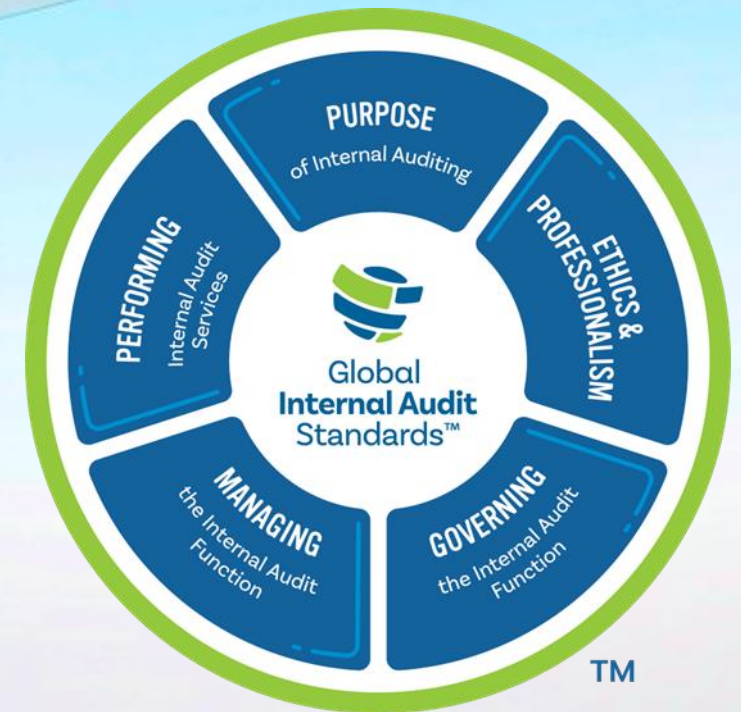 PURPOSE
of Internal Auditing
ETHICS &
PROFESSIONALISM
GOVERNING
the Internal Audit
Function
MANAGING
the Internal Audit
Function
PERFORMING
Internal Audit
Services
Global
Internal Audit
Standards™
TM